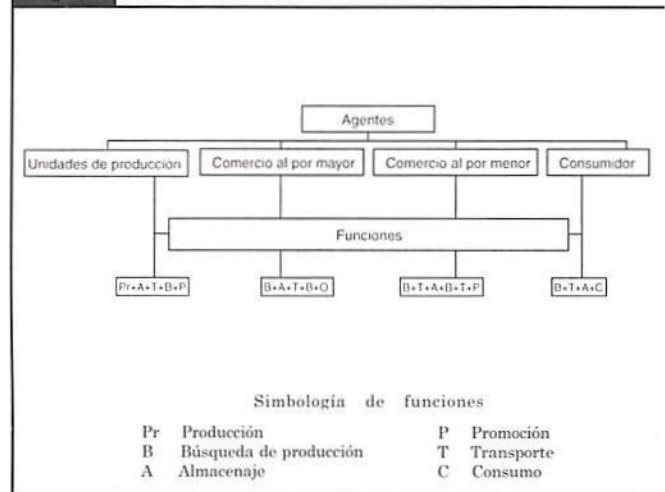 Agentes
Unidades de producción Comercio al por mayor Comercio al por menor Consumidor
Funciones
Pr+A+T+B+P B+A+T+B+O B+T+A+B+T+P B+T+A+C
Simbología de funciones
Pr Producción P Promoción
B Búsqueda de producción T Transporte
A Almacenaje C Consumo